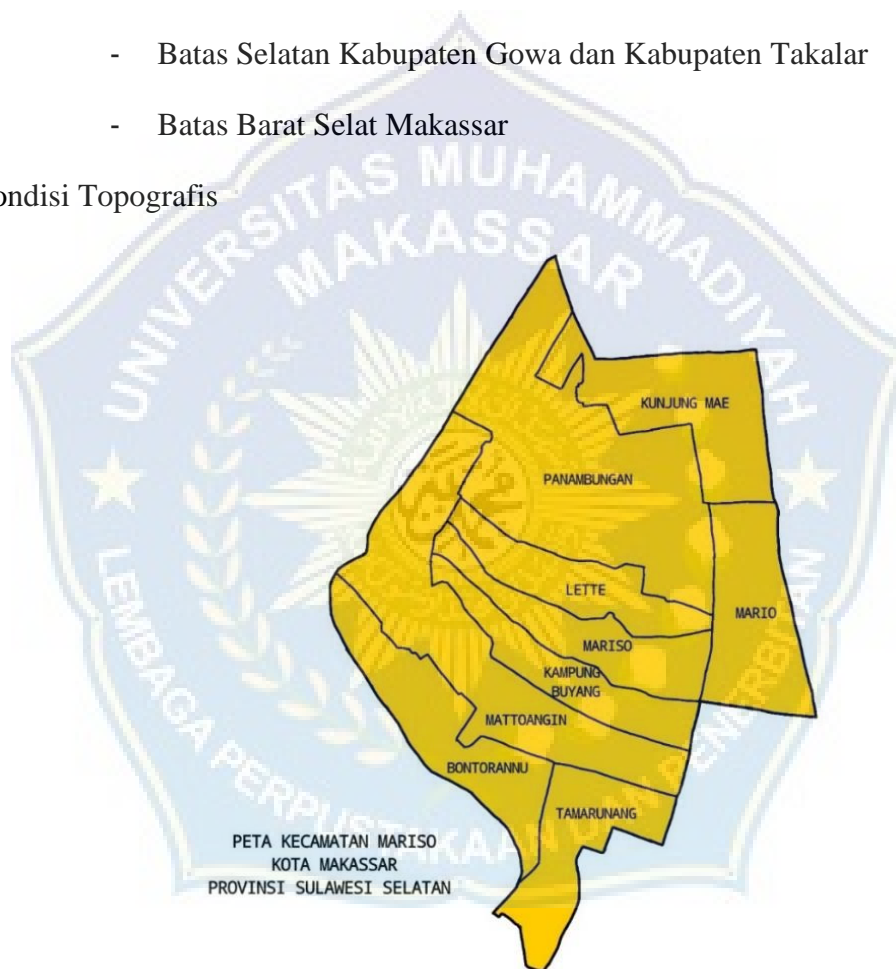 - Batas Selatan Kabupaten Gowa dan Kabupaten Takalar
- Batas Barat Selat Makassar
ondisi Topografis
UNIVERSITAS MUHAMMADIYAH
MAKASSAR
KUNJUNG MAE
PANAMBUNGAN
LETTE
MARIO
MARISO
KAMPUNG
BUYANG
MATTOANGIN
BONTORANNU
TAMARUNANG
PETA KECAMATAN MARISO
KOTA MAKASSAR
PROVINSI SULAWESI SELATAN
LEMBAGA PERPUSTAKAAN DAN PENERBITAN